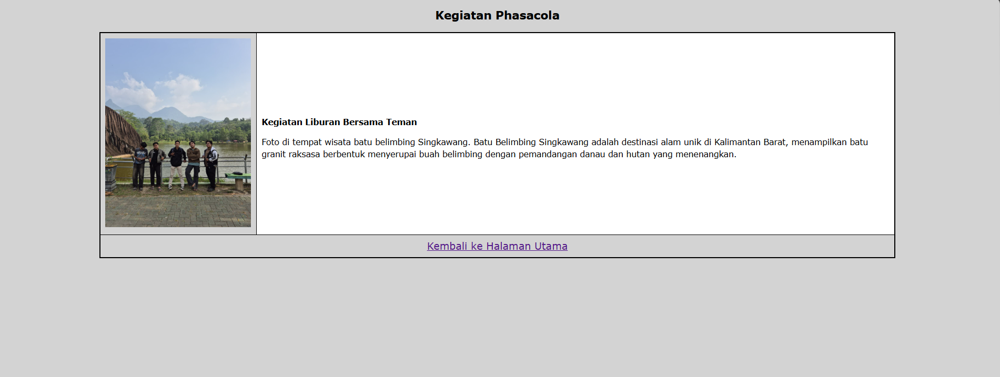 Kegiatan Phasacola
Kegiatan Liburan Bersama Teman
Foto di tempat wisata batu belimbing Singkawang. Batu Belimbing Singkawang adalah destinasi alam unik di Kalimantan Barat, menampilkan batu
granit raksasa berbentuk menyerupai buah belimbing dengan pemandangan danau dan hutan yang menenangkan.
Kembali ke Halaman Utama